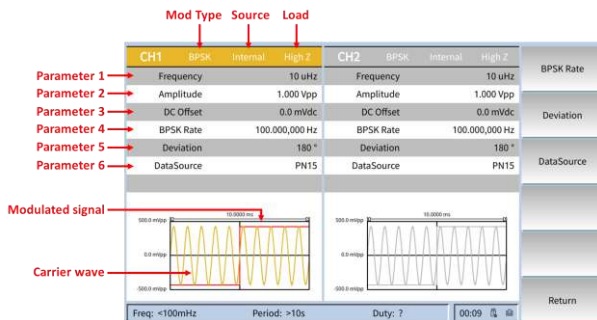 Mod Type Source Load
CH1 BPSK Internal High Z
CH2 BPSK Internal High Z
Parameter 1
Parameter 2
Parameter 3
Parameter 4
Parameter 5
Parameter 6
Modulated signal
Carrier wave
Frequency 10 uHz
Amplitude 1.000 Vpp
DC Offset 0.0 mVdc
BPSK Rate 100.000,000 Hz
Deviation 180 °
DataSource PN15
10.0000 ms
500.0 mVpp
0.0 mVpp
-500.0 mVpp
Frequency 10 uHz
Amplitude 1.000 Vpp
DC Offset 0.0 mVdc
BPSK Rate 100.000,000 Hz
Deviation 180 °
DataSource PN15
10.0000 ms
500.0 mVpp
0.0 mVpp
-500.0 mVpp
BPSK Rate
Deviation
DataSource
Return
Freq: <100mHz Period: >10s Duty: ? 00:09